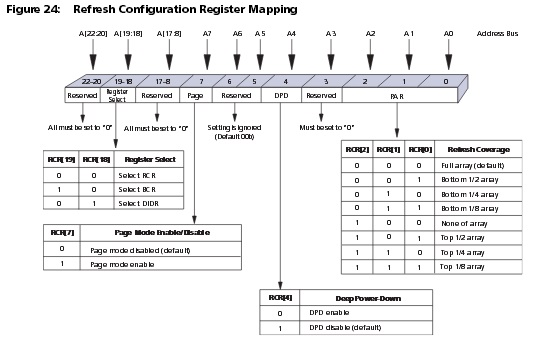 Figure 24: Refresh Configuration Register Mapping
A[22:20] A[19:18] A[17:8] A7 A6 A5 A4 A3 A2 A1 A0 Address Bus
22–20 19–18 17–8 7 6 5 4 3 2 1 0
Reserved Register Select Reserved Page Reserved DPD Reserved PAR
All must be set to "0" All must be set to "0" Setting is ignored (Default 00b) Must be set to "0"
RCR[19] RCR[18] Register Select
0 0 Select RCR
1 0 Select BCR
0 1 Select DIDR
RCR[2] RCR[1] RCR[0] Refresh Coverage
0 0 0 Full array (default)
0 0 1 Bottom 1/2 array
0 1 0 Bottom 1/4 array
0 1 1 Bottom 1/8 array
1 0 0 None of array
1 0 1 Top 1/2 array
1 1 0 Top 1/4 array
1 1 1 Top 1/8 array
RCR[7] Page Mode Enable/Disable
0 Page mode disabled (default)
1 Page mode enable
RCR[4] Deep Power-Down
0 DPD enable
1 DPD disable (default)